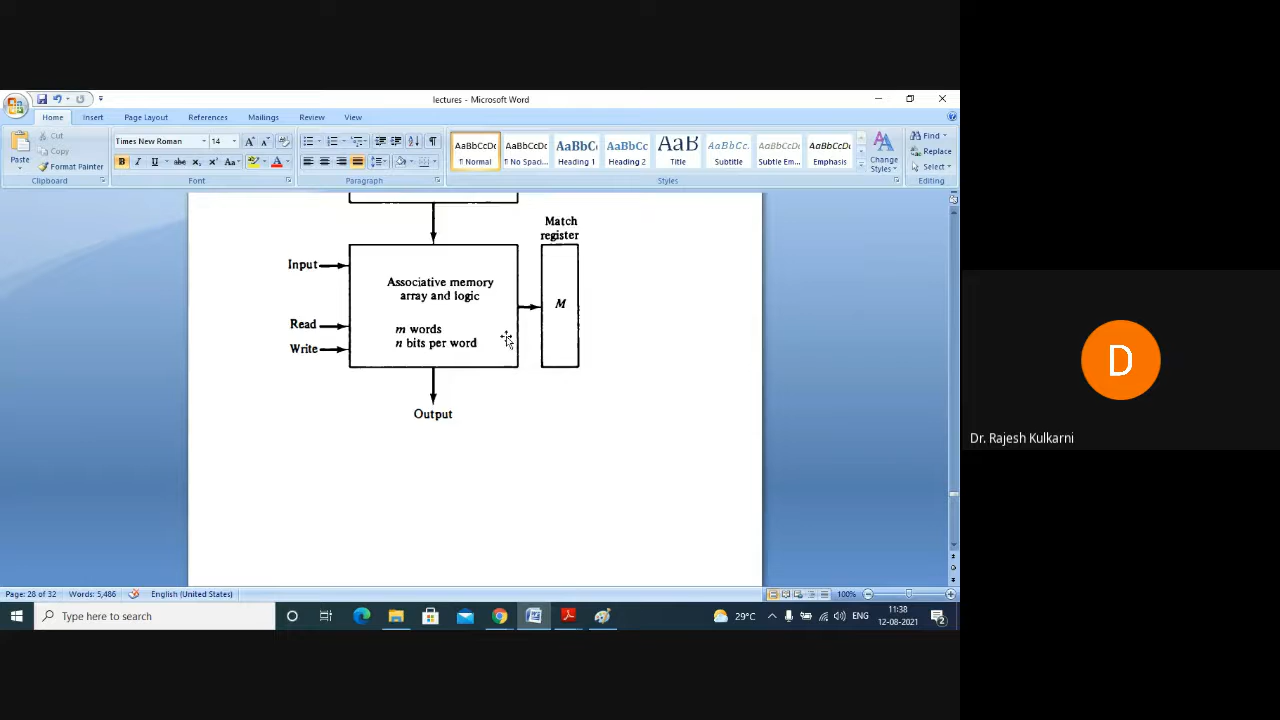 lectures - Microsoft Word
Home Insert Page Layout References Mailings Review View
Paste
Cut
Copy
Format Painter
Clipboard
Times New Roman 14
Font
Paragraph
AaBbCcDc AaBbCcDc AaBbC AaBbCc AaB AaBbCc. AaBbCcDc AaBbCcDc
¶ Normal ¶ No Spaci... Heading 1 Heading 2 Title Subtitle Subtle Em... Emphasis
Styles
Change
Styles
Find
Replace
Select
Editing
Match
register
Input
Associative memory
array and logic
M
Read
m words
Write
n bits per word
Output
D
Dr. Rajesh Kulkarni
Page: 28 of 32 Words: 5,486 English (United States) 100%
Type here to search
29°C ENG
11:38
12-08-2021
2